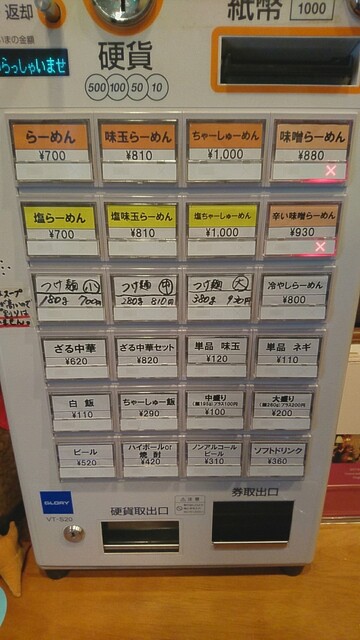 返却
紙幣
1000
いまの金額
らっしゃいませ
硬貨
500 100 50 10
らーめん
¥700
味玉らーめん
¥810
ちゃーしゅーめん
¥1,000
味噌らーめん
¥880
塩らーめん
¥700
塩味玉らーめん
¥810
塩ちゃーしゅーめん
¥1,000
辛い味噌らーめん
¥930
つけ麺 小
180g 700円
つけ麺 中
280g 810円
つけ麺 大
380g 930円
冷やしらーめん
¥800
ざる中華
¥620
ざる中華セット
¥820
単品 味玉
¥120
単品 ネギ
¥110
白飯
¥110
ちゃーしゅー飯
¥290
中盛り
¥100
大盛り
¥200
ビール
¥520
ハイボールor
焼酎
¥420
ノンアルコール
ビール
¥310
ソフトドリンク
¥360
GLORY
VT-S20
硬貨取出口
券取出口